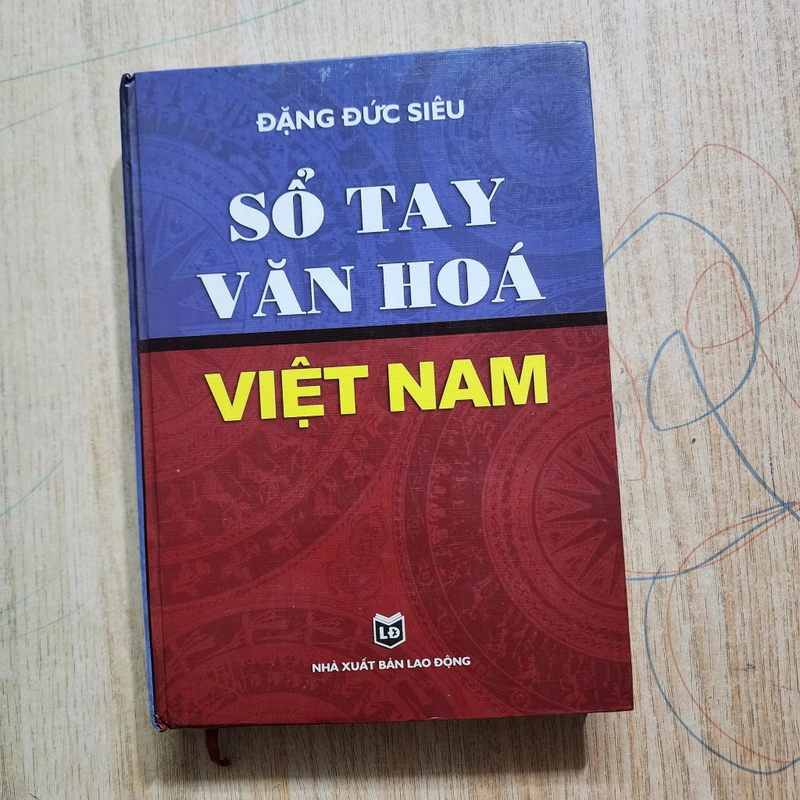 ĐẶNG ĐỨC SIÊU
SỔ TAY
VĂN HOÁ
VIỆT NAM
LĐ
NHÀ XUẤT BẢN LAO ĐỘNG